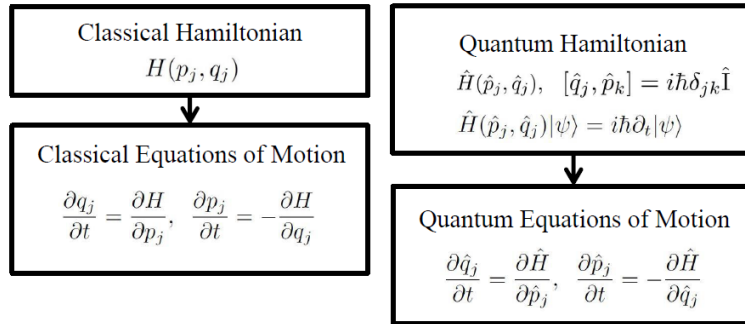 Classical Hamiltonian
H(p_j, q_j)
Classical Equations of Motion
∂q_j/∂t = ∂H/∂p_j, ∂p_j/∂t = −∂H/∂q_j
Quantum Hamiltonian
Ĥ(p̂_j, q̂_j), [q̂_j, p̂_k] = iħδ_jk Î
Ĥ(p̂_j, q̂_j)|ψ⟩ = iħ∂_t|ψ⟩
Quantum Equations of Motion
∂q̂_j/∂t = ∂Ĥ/∂p̂_j, ∂p̂_j/∂t = −∂Ĥ/∂q̂_j